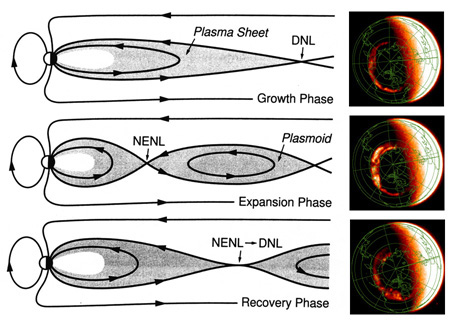 Plasma Sheet
DNL
Growth Phase
NENL
Plasmoid
Expansion Phase
NENL→DNL
Recovery Phase